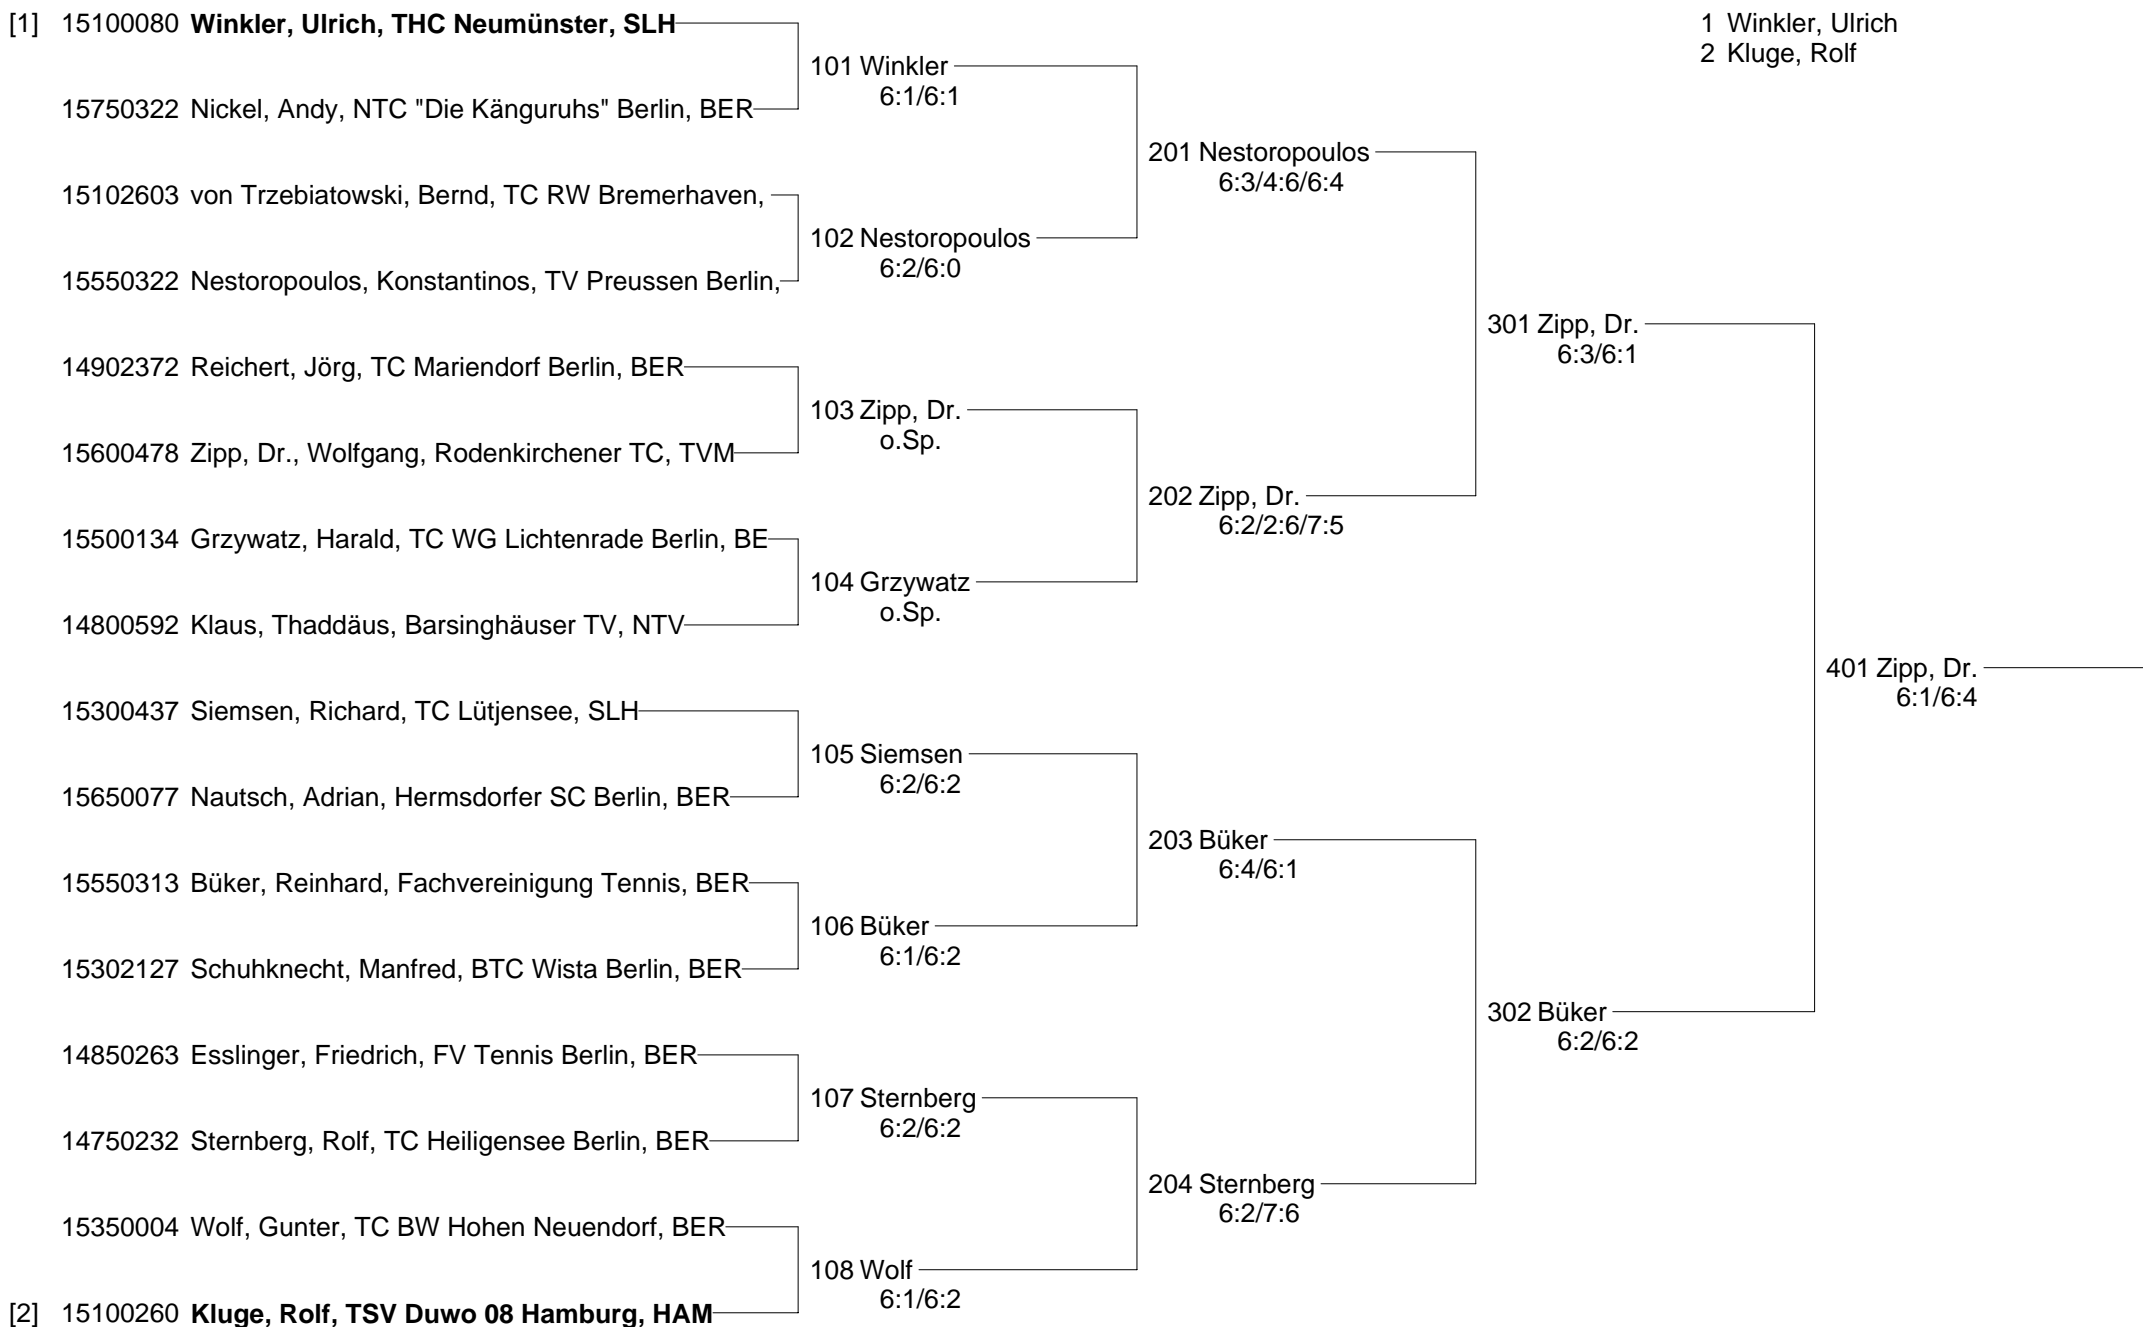 [1] 15100080 Winkler, Ulrich, THC Neumünster, SLH
15750322 Nickel, Andy, NTC "Die Känguruhs" Berlin, BER
15102603 von Trzebiatowski, Bernd, TC RW Bremerhaven,
15550322 Nestoropoulos, Konstantinos, TV Preussen Berlin,
14902372 Reichert, Jörg, TC Mariendorf Berlin, BER
15600478 Zipp, Dr., Wolfgang, Rodenkirchener TC, TVM
15500134 Grzywatz, Harald, TC WG Lichtenrade Berlin, BE
14800592 Klaus, Thaddäus, Barsinghäuser TV, NTV
15300437 Siemsen, Richard, TC Lütjensee, SLH
15650077 Nautsch, Adrian, Hermsdorfer SC Berlin, BER
15550313 Büker, Reinhard, Fachvereinigung Tennis, BER
15302127 Schuhknecht, Manfred, BTC Wista Berlin, BER
14850263 Esslinger, Friedrich, FV Tennis Berlin, BER
14750232 Sternberg, Rolf, TC Heiligensee Berlin, BER
15350004 Wolf, Gunter, TC BW Hohen Neuendorf, BER
[2] 15100260 Kluge, Rolf, TSV Duwo 08 Hamburg, HAM
101 Winkler
6:1/6:1
102 Nestoropoulos
6:2/6:0
103 Zipp, Dr.
o.Sp.
104 Grzywatz
o.Sp.
105 Siemsen
6:2/6:2
106 Büker
6:1/6:2
107 Sternberg
6:2/6:2
108 Wolf
6:1/6:2
201 Nestoropoulos
6:3/4:6/6:4
202 Zipp, Dr.
6:2/2:6/7:5
203 Büker
6:4/6:1
204 Sternberg
6:2/7:6
301 Zipp, Dr.
6:3/6:1
302 Büker
6:2/6:2
401 Zipp, Dr.
6:1/6:4
1 Winkler, Ulrich
2 Kluge, Rolf